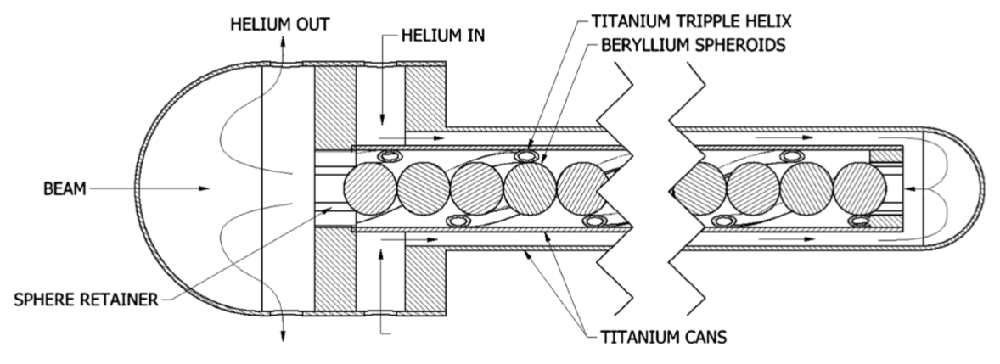 HELIUM OUT
HELIUM IN
TITANIUM TRIPPLE HELIX
BERYLLIUM SPHEROIDS
BEAM
SPHERE RETAINER
TITANIUM CANS